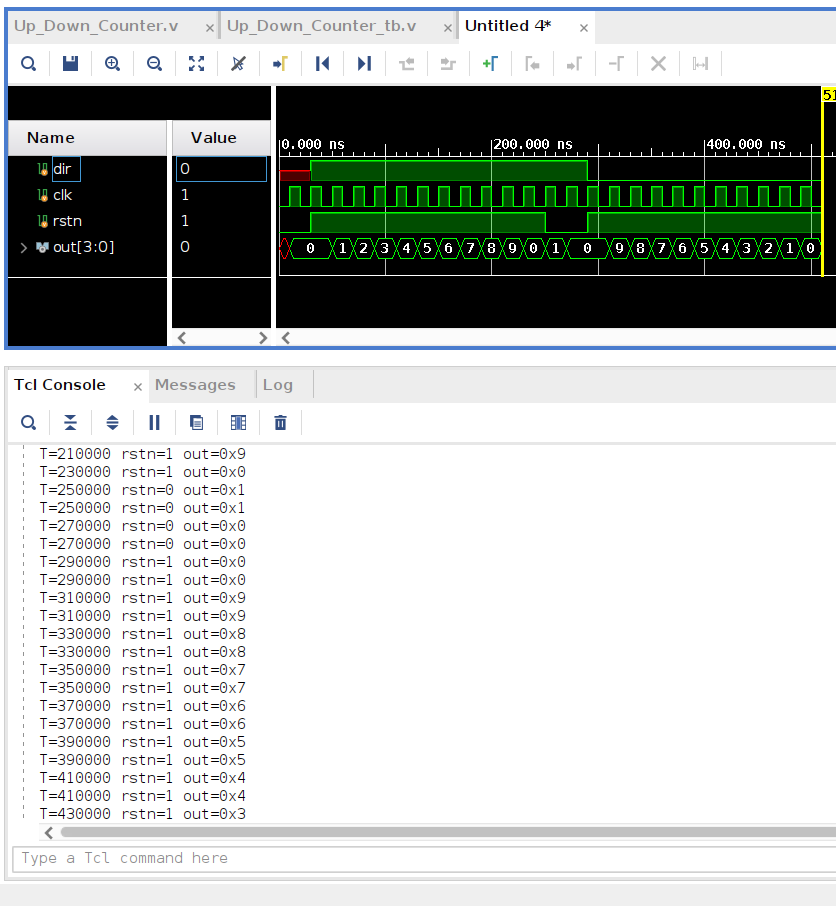 Up_Down_Counter.v × Up_Down_Counter_tb.v × Untitled 4* ×
51
Name Value
0.000 ns 200.000 ns 400.000 ns
dir 0
clk 1
rstn 1
out[3:0] 0 0 1 2 3 4 5 6 7 8 9 0 1 0 9 8 7 6 5 4 3 2 1 0
Tcl Console × Messages Log
T=210000 rstn=1 out=0x9
T=230000 rstn=1 out=0x0
T=250000 rstn=0 out=0x1
T=250000 rstn=0 out=0x1
T=270000 rstn=0 out=0x0
T=270000 rstn=0 out=0x0
T=290000 rstn=1 out=0x0
T=290000 rstn=1 out=0x0
T=310000 rstn=1 out=0x9
T=310000 rstn=1 out=0x9
T=330000 rstn=1 out=0x8
T=330000 rstn=1 out=0x8
T=350000 rstn=1 out=0x7
T=350000 rstn=1 out=0x7
T=370000 rstn=1 out=0x6
T=370000 rstn=1 out=0x6
T=390000 rstn=1 out=0x5
T=390000 rstn=1 out=0x5
T=410000 rstn=1 out=0x4
T=410000 rstn=1 out=0x4
T=430000 rstn=1 out=0x3
Type a Tcl command here